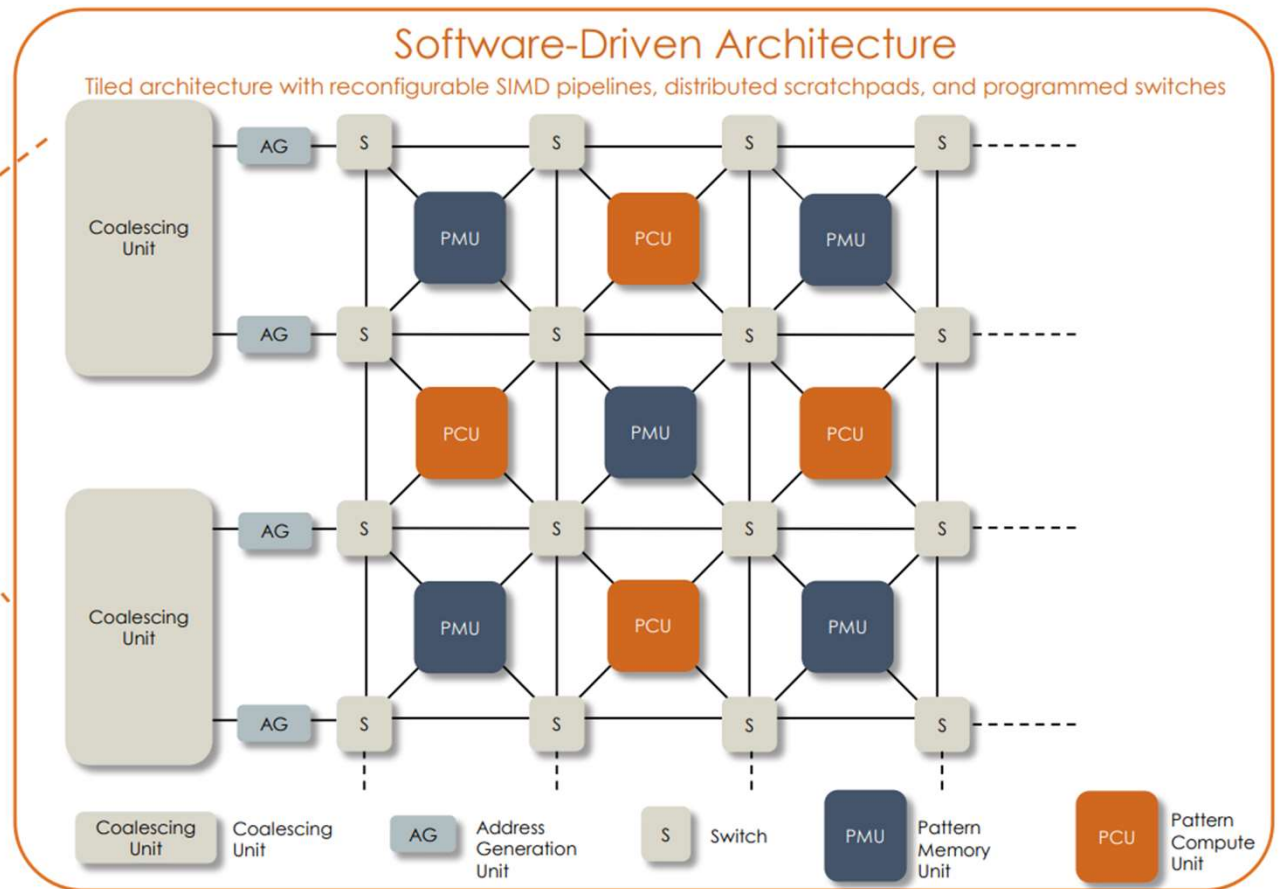 Software-Driven Architecture
Tiled architecture with reconfigurable SIMD pipelines, distributed scratchpads, and programmed switches
Coalescing
Unit
AG
S
S
S
S
PMU
PCU
PMU
AG
S
S
S
S
PCU
PMU
PCU
Coalescing
Unit
AG
S
S
S
S
PMU
PCU
PMU
AG
S
S
S
S
Coalescing
Unit
Coalescing
Unit
AG
Address
Generation
Unit
S
Switch
PMU
Pattern
Memory
Unit
PCU
Pattern
Compute
Unit